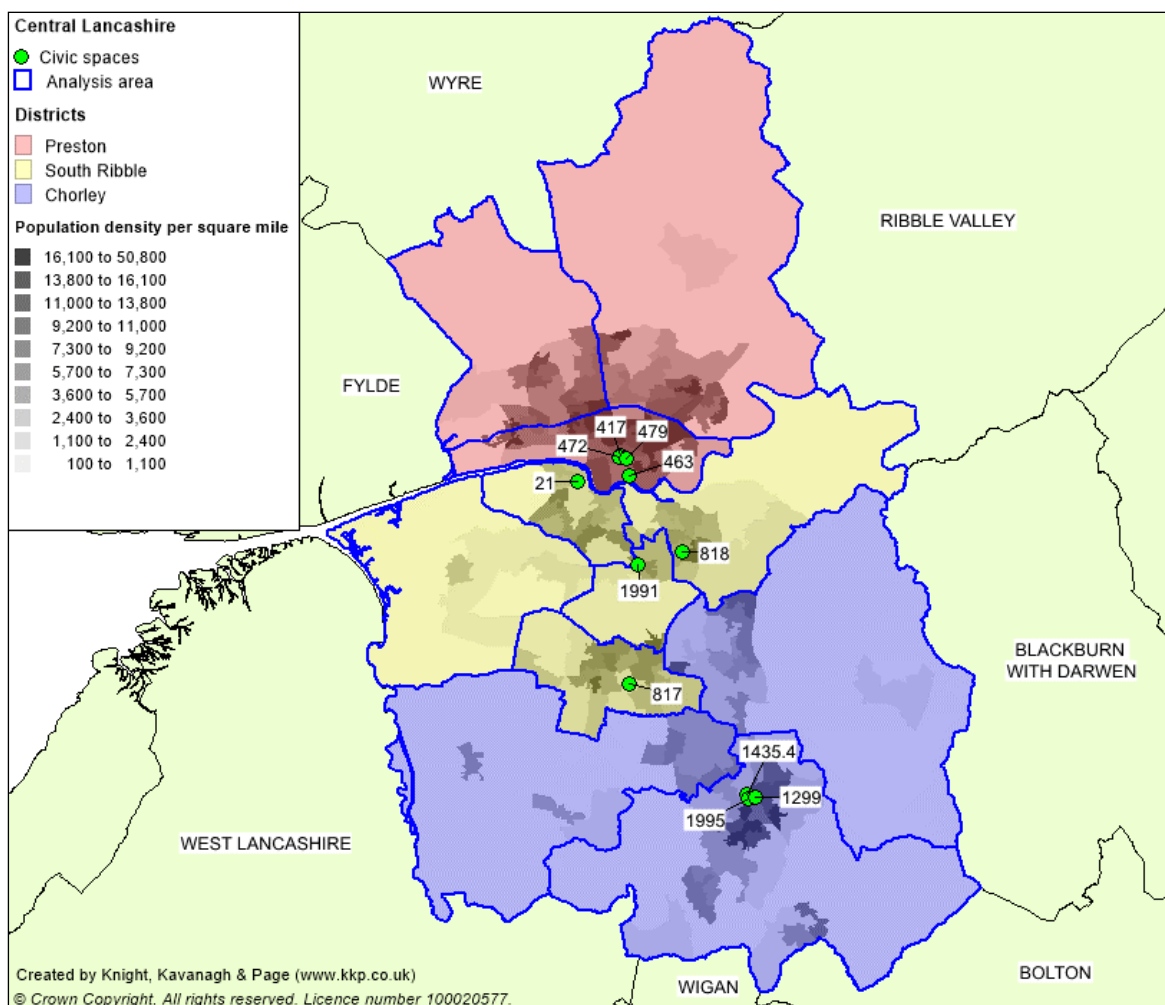 Central Lancashire
Civic spaces
Analysis area
Districts
Preston
South Ribble
Chorley
Population density per square mile
16,100 to 50,800
13,800 to 16,100
11,000 to 13,800
9,200 to 11,000
7,300 to 9,200
5,700 to 7,300
3,600 to 5,700
2,400 to 3,600
1,100 to 2,400
100 to 1,100
WYRE
RIBBLE VALLEY
FYLDE
417
479
472
463
21
818
1991
BLACKBURN
WITH DARWEN
817
1435.4
1299
1995
WEST LANCASHIRE
Created by Knight, Kavanagh & Page (www.kkp.co.uk)
© Crown Copyright. All rights reserved. Licence number 100020577.
WIGAN
BOLTON